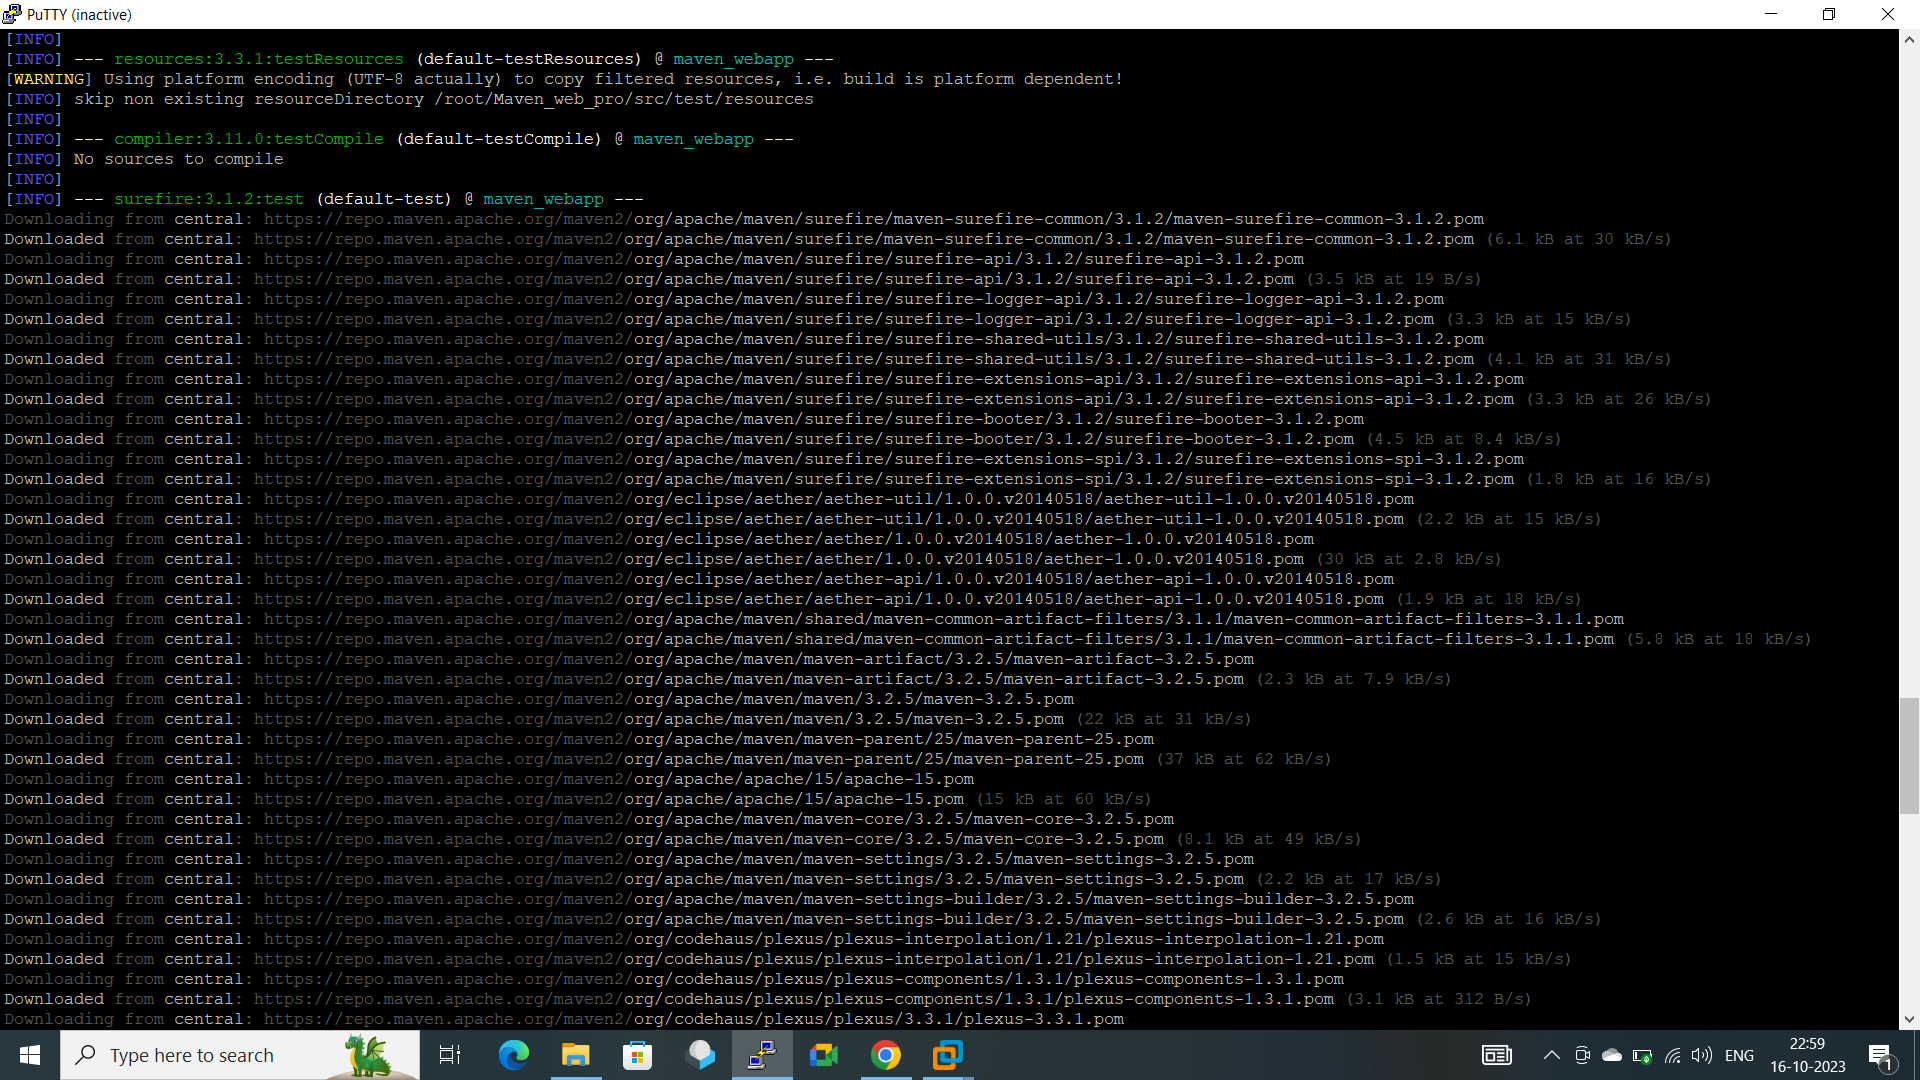 PuTTY (inactive)
[INFO]
[INFO] --- resources:3.3.1:testResources (default-testResources) @ maven_webapp ---
[WARNING] Using platform encoding (UTF-8 actually) to copy filtered resources, i.e. build is platform dependent!
[INFO] skip non existing resourceDirectory /root/Maven_web_pro/src/test/resources
[INFO]
[INFO] --- compiler:3.11.0:testCompile (default-testCompile) @ maven_webapp ---
[INFO] No sources to compile
[INFO]
[INFO] --- surefire:3.1.2:test (default-test) @ maven_webapp ---
Downloading from central: https://repo.maven.apache.org/maven2/org/apache/maven/surefire/maven-surefire-common/3.1.2/maven-surefire-common-3.1.2.pom
Downloaded from central: https://repo.maven.apache.org/maven2/org/apache/maven/surefire/maven-surefire-common/3.1.2/maven-surefire-common-3.1.2.pom (6.1 kB at 30 kB/s)
Downloading from central: https://repo.maven.apache.org/maven2/org/apache/maven/surefire/surefire-api/3.1.2/surefire-api-3.1.2.pom
Downloaded from central: https://repo.maven.apache.org/maven2/org/apache/maven/surefire/surefire-api/3.1.2/surefire-api-3.1.2.pom (3.5 kB at 19 B/s)
Downloading from central: https://repo.maven.apache.org/maven2/org/apache/maven/surefire/surefire-logger-api/3.1.2/surefire-logger-api-3.1.2.pom
Downloaded from central: https://repo.maven.apache.org/maven2/org/apache/maven/surefire/surefire-logger-api/3.1.2/surefire-logger-api-3.1.2.pom (3.3 kB at 15 kB/s)
Downloading from central: https://repo.maven.apache.org/maven2/org/apache/maven/surefire/surefire-shared-utils/3.1.2/surefire-shared-utils-3.1.2.pom
Downloaded from central: https://repo.maven.apache.org/maven2/org/apache/maven/surefire/surefire-shared-utils/3.1.2/surefire-shared-utils-3.1.2.pom (4.1 kB at 31 kB/s)
Downloading from central: https://repo.maven.apache.org/maven2/org/apache/maven/surefire/surefire-extensions-api/3.1.2/surefire-extensions-api-3.1.2.pom
Downloaded from central: https://repo.maven.apache.org/maven2/org/apache/maven/surefire/surefire-extensions-api/3.1.2/surefire-extensions-api-3.1.2.pom (3.3 kB at 26 kB/s)
Downloading from central: https://repo.maven.apache.org/maven2/org/apache/maven/surefire/surefire-booter/3.1.2/surefire-booter-3.1.2.pom
Downloaded from central: https://repo.maven.apache.org/maven2/org/apache/maven/surefire/surefire-booter/3.1.2/surefire-booter-3.1.2.pom (4.5 kB at 8.4 kB/s)
Downloading from central: https://repo.maven.apache.org/maven2/org/apache/maven/surefire/surefire-extensions-spi/3.1.2/surefire-extensions-spi-3.1.2.pom
Downloaded from central: https://repo.maven.apache.org/maven2/org/apache/maven/surefire/surefire-extensions-spi/3.1.2/surefire-extensions-spi-3.1.2.pom (1.8 kB at 16 kB/s)
Downloading from central: https://repo.maven.apache.org/maven2/org/eclipse/aether/aether-util/1.0.0.v20140518/aether-util-1.0.0.v20140518.pom
Downloaded from central: https://repo.maven.apache.org/maven2/org/eclipse/aether/aether-util/1.0.0.v20140518/aether-util-1.0.0.v20140518.pom (2.2 kB at 15 kB/s)
Downloading from central: https://repo.maven.apache.org/maven2/org/eclipse/aether/aether/1.0.0.v20140518/aether-1.0.0.v20140518.pom
Downloaded from central: https://repo.maven.apache.org/maven2/org/eclipse/aether/aether/1.0.0.v20140518/aether-1.0.0.v20140518.pom (30 kB at 2.8 kB/s)
Downloading from central: https://repo.maven.apache.org/maven2/org/eclipse/aether/aether-api/1.0.0.v20140518/aether-api-1.0.0.v20140518.pom
Downloaded from central: https://repo.maven.apache.org/maven2/org/eclipse/aether/aether-api/1.0.0.v20140518/aether-api-1.0.0.v20140518.pom (1.9 kB at 18 kB/s)
Downloading from central: https://repo.maven.apache.org/maven2/org/apache/maven/shared/maven-common-artifact-filters/3.1.1/maven-common-artifact-filters-3.1.1.pom
Downloaded from central: https://repo.maven.apache.org/maven2/org/apache/maven/shared/maven-common-artifact-filters/3.1.1/maven-common-artifact-filters-3.1.1.pom (5.8 kB at 18 kB/s)
Downloading from central: https://repo.maven.apache.org/maven2/org/apache/maven/maven-artifact/3.2.5/maven-artifact-3.2.5.pom
Downloaded from central: https://repo.maven.apache.org/maven2/org/apache/maven/maven-artifact/3.2.5/maven-artifact-3.2.5.pom (2.3 kB at 7.9 kB/s)
Downloading from central: https://repo.maven.apache.org/maven2/org/apache/maven/maven/3.2.5/maven-3.2.5.pom
Downloaded from central: https://repo.maven.apache.org/maven2/org/apache/maven/maven/3.2.5/maven-3.2.5.pom (22 kB at 31 kB/s)
Downloading from central: https://repo.maven.apache.org/maven2/org/apache/maven/maven-parent/25/maven-parent-25.pom
Downloaded from central: https://repo.maven.apache.org/maven2/org/apache/maven/maven-parent/25/maven-parent-25.pom (37 kB at 62 kB/s)
Downloading from central: https://repo.maven.apache.org/maven2/org/apache/apache/15/apache-15.pom
Downloaded from central: https://repo.maven.apache.org/maven2/org/apache/apache/15/apache-15.pom (15 kB at 60 kB/s)
Downloading from central: https://repo.maven.apache.org/maven2/org/apache/maven/maven-core/3.2.5/maven-core-3.2.5.pom
Downloaded from central: https://repo.maven.apache.org/maven2/org/apache/maven/maven-core/3.2.5/maven-core-3.2.5.pom (8.1 kB at 49 kB/s)
Downloading from central: https://repo.maven.apache.org/maven2/org/apache/maven/maven-settings/3.2.5/maven-settings-3.2.5.pom
Downloaded from central: https://repo.maven.apache.org/maven2/org/apache/maven/maven-settings/3.2.5/maven-settings-3.2.5.pom (2.2 kB at 17 kB/s)
Downloading from central: https://repo.maven.apache.org/maven2/org/apache/maven/maven-settings-builder/3.2.5/maven-settings-builder-3.2.5.pom
Downloaded from central: https://repo.maven.apache.org/maven2/org/apache/maven/maven-settings-builder/3.2.5/maven-settings-builder-3.2.5.pom (2.6 kB at 16 kB/s)
Downloading from central: https://repo.maven.apache.org/maven2/org/codehaus/plexus/plexus-interpolation/1.21/plexus-interpolation-1.21.pom
Downloaded from central: https://repo.maven.apache.org/maven2/org/codehaus/plexus/plexus-interpolation/1.21/plexus-interpolation-1.21.pom (1.5 kB at 15 kB/s)
Downloading from central: https://repo.maven.apache.org/maven2/org/codehaus/plexus/plexus-components/1.3.1/plexus-components-1.3.1.pom
Downloaded from central: https://repo.maven.apache.org/maven2/org/codehaus/plexus/plexus-components/1.3.1/plexus-components-1.3.1.pom (3.1 kB at 312 B/s)
Downloading from central: https://repo.maven.apache.org/maven2/org/codehaus/plexus/plexus/3.3.1/plexus-3.3.1.pom
Type here to search
ENG
22:59
16-10-2023
1